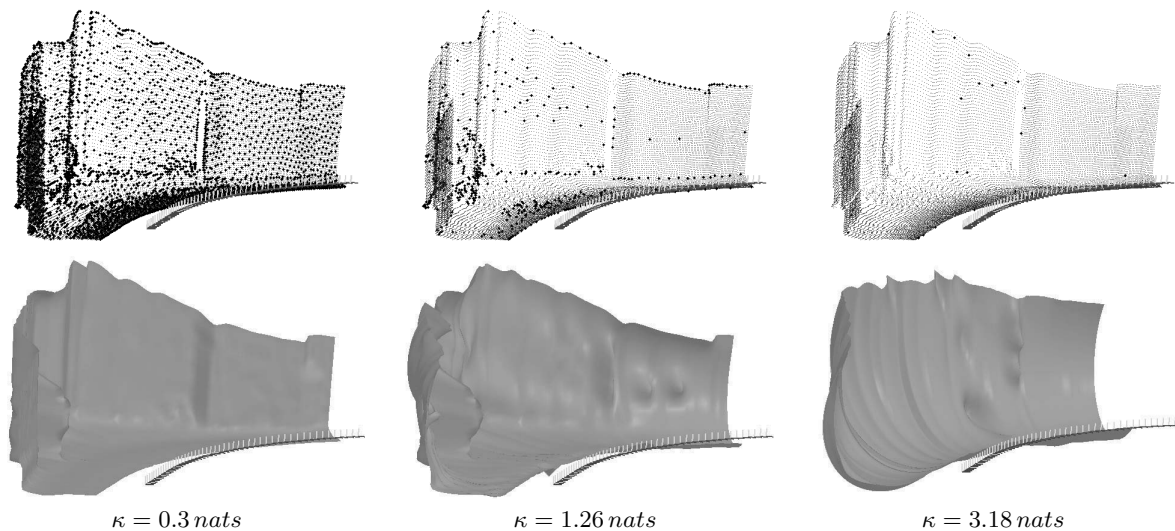 κ = 0.3 nats
κ = 1.26 nats
κ = 3.18 nats